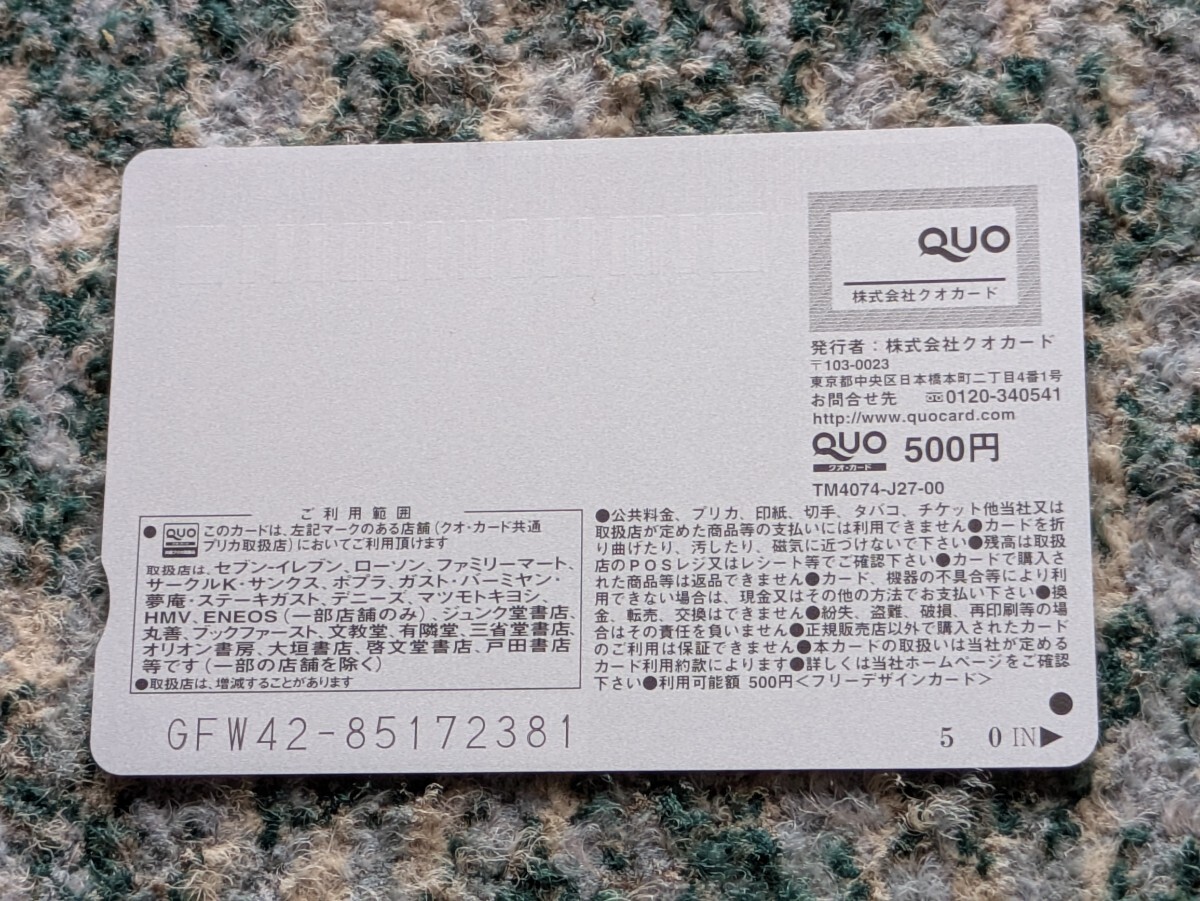 QUO
株式会社クオカード
発行者：株式会社クオカード
〒103-0023
東京都中央区日本橋本町二丁目4番1号
お問合せ先 0120-340541
http://www.quocard.com
QUO 500円
クオ・カード
TM4074-J27-00
ご利用範囲
●QUO このカードは、左記マークのある店舗（クオ・カード共通
プリカ取扱店）においてご利用頂けます
取扱店は、セブン-イレブン、ローソン、ファミリーマート、
サークルK・サンクス、ポプラ、ガスト・バーミヤン・
夢庵・ステーキガスト、デニーズ、マツモトキヨシ、
HMV、ENEOS（一部店舗のみ）、ジュンク堂書店、
丸善、ブックファースト、文教堂、有隣堂、三省堂書店、
オリオン書房、大垣書店、啓文堂書店、戸田書店
等です（一部の店舗を除く）
●取扱店は、増減することがあります
●公共料金、プリカ、印紙、切手、タバコ、チケット他当社又は
取扱店が定めた商品等の支払いには利用できません●カードを折
り曲げたり、汚したり、磁気に近づけないで下さい●残高は取扱
店のPOSレジ又はレシート等でご確認下さい●カードで購入さ
れた商品等は返品できません●カード、機器の不具合等により利
用できない場合は、現金又はその他の方法でお支払い下さい●換
金、転売、交換はできません●紛失、盗難、破損、再印刷等の場
合はその責任を負いません●正規販売店以外で購入されたカード
のご利用は保証できません●本カードの取扱いは当社が定める
カード利用約款によります●詳しくは当社ホームページをご確認
下さい●利用可能額 500円＜フリーデザインカード＞
GFW42-85172381
5 0 IN▶